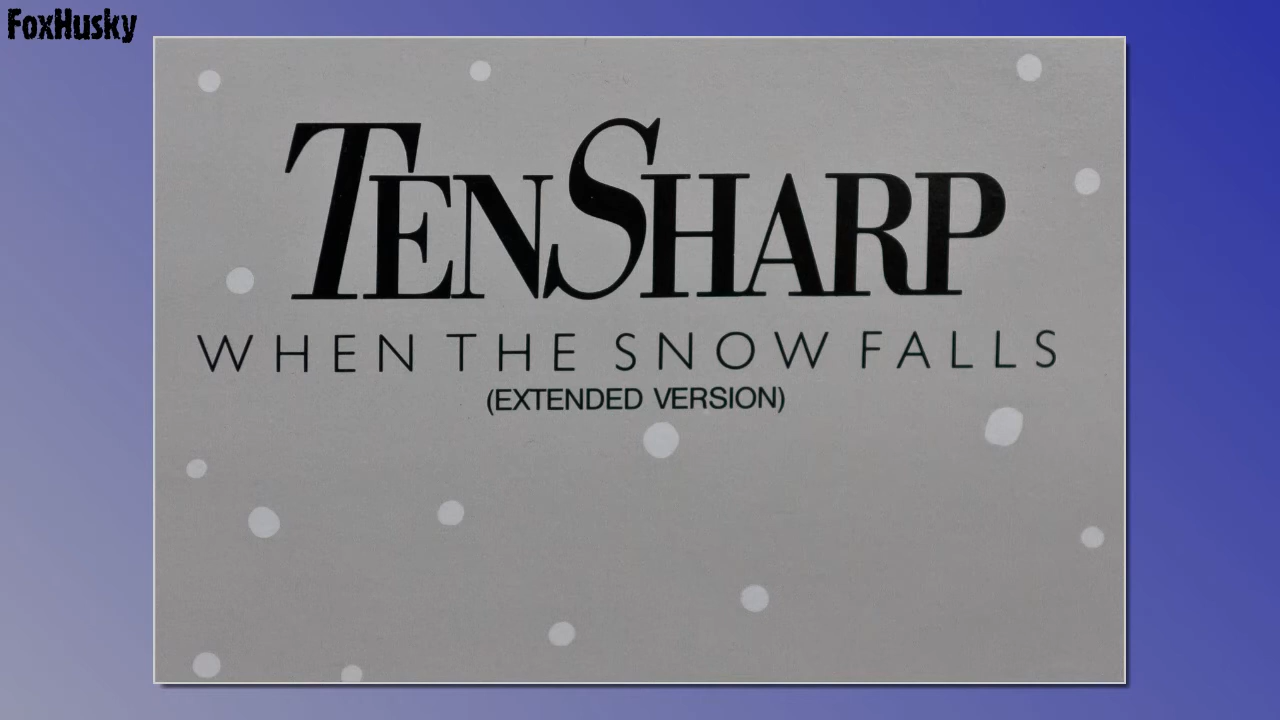 FoxHusky
TENSHARP
WHEN THE SNOW FALLS
(EXTENDED VERSION)